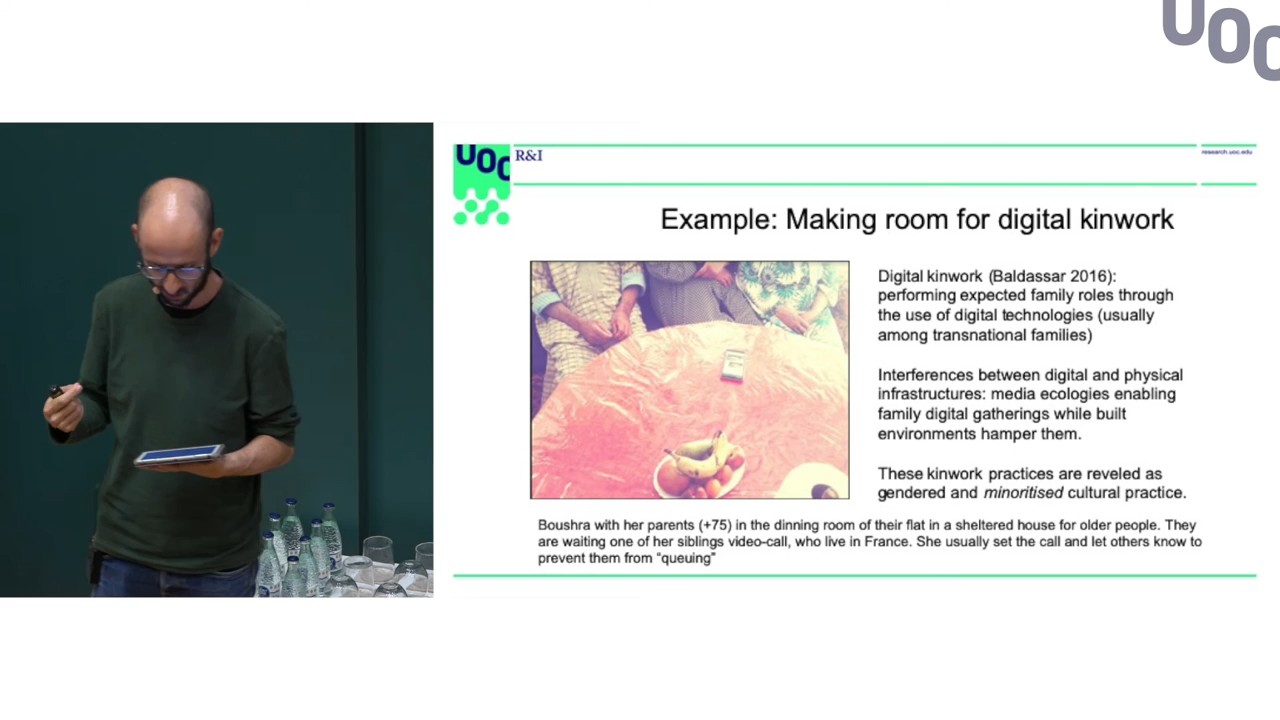 UOC
UOC
R&I
research.uoc.edu
Example: Making room for digital kinwork
Digital kinwork (Baldassar 2016):
performing expected family roles through
the use of digital technologies (usually
among transnational families)
Interferences between digital and physical
infrastructures: media ecologies enabling
family digital gatherings while built
environments hamper them.
These kinwork practices are reveled as
gendered and minoritised cultural practice.
Boushra with her parents (+75) in the dinning room of their flat in a sheltered house for older people. They
are waiting one of her siblings video-call, who live in France. She usually set the call and let others know to
prevent them from “queuing”